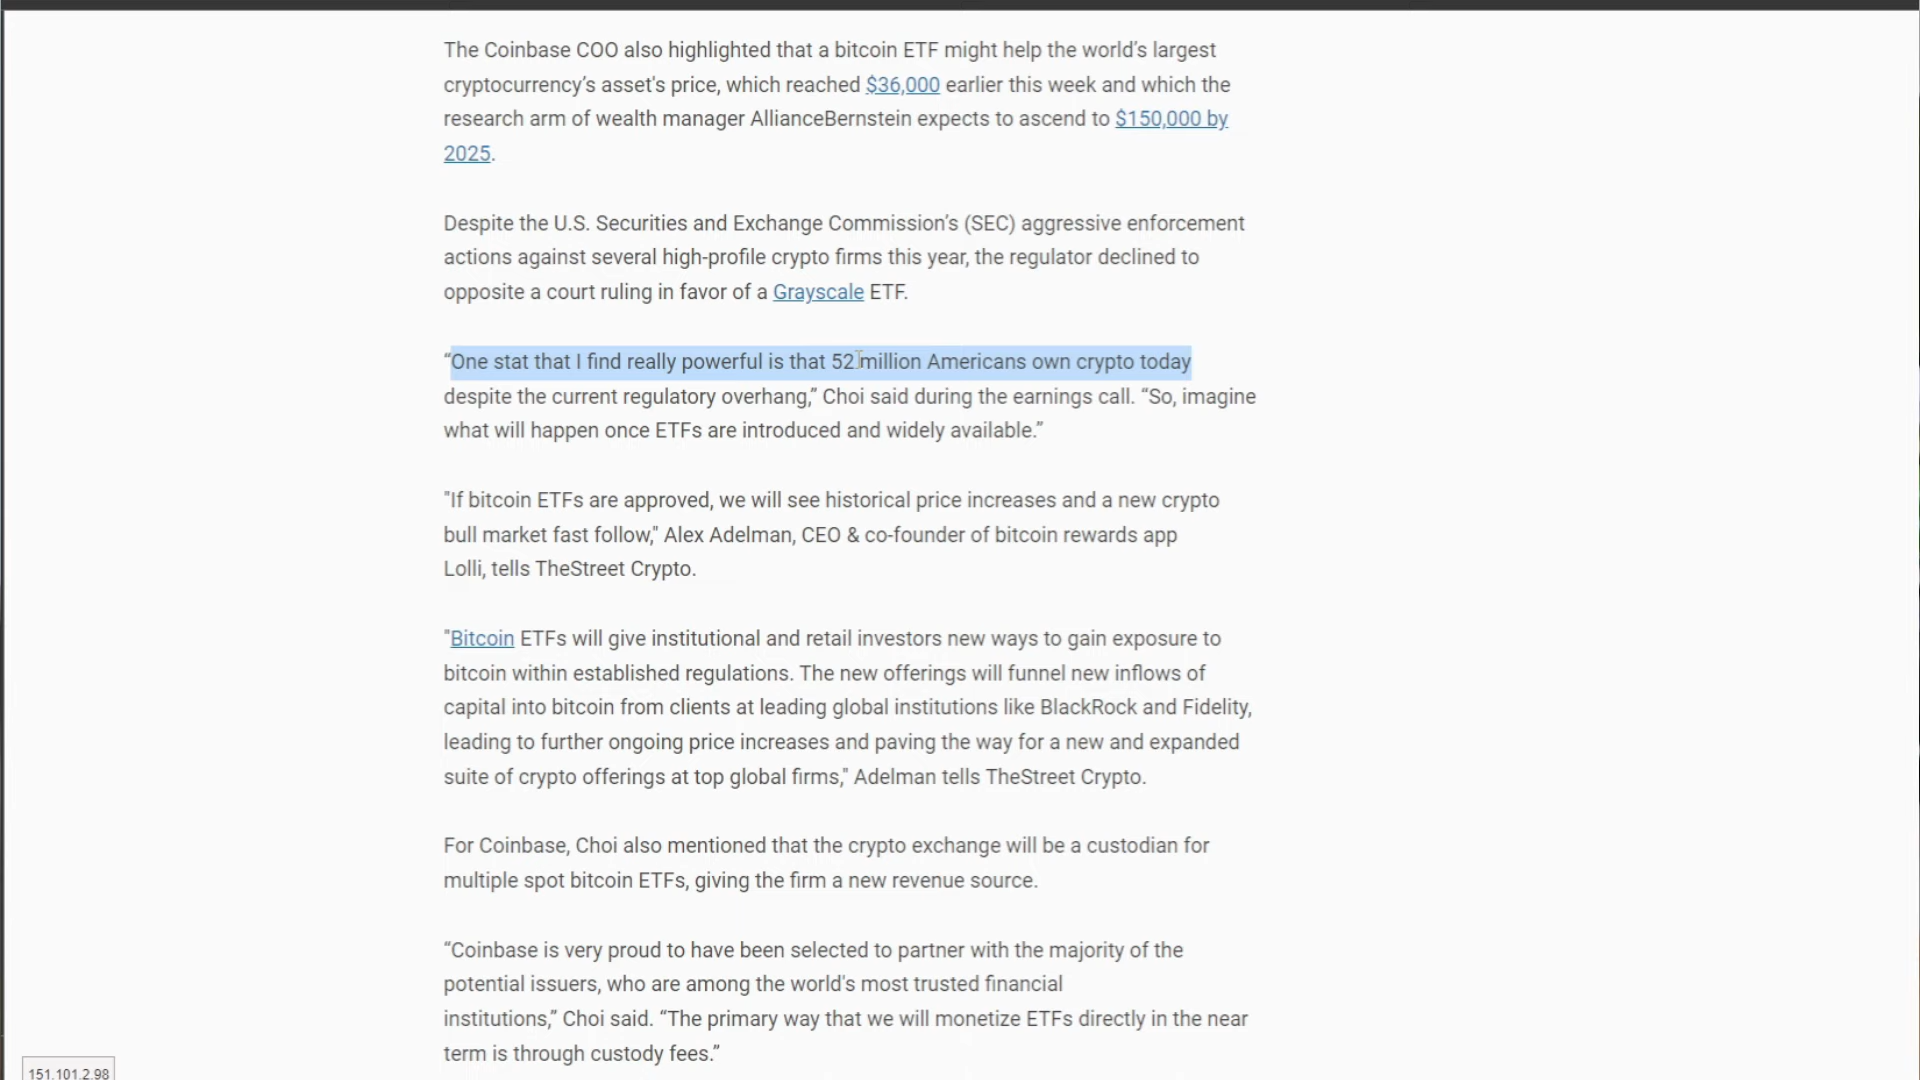 The Coinbase COO also highlighted that a bitcoin ETF might help the world’s largest
cryptocurrency’s asset's price, which reached $36,000 earlier this week and which the
research arm of wealth manager AllianceBernstein expects to ascend to $150,000 by
2025.
Despite the U.S. Securities and Exchange Commission’s (SEC) aggressive enforcement
actions against several high-profile crypto firms this year, the regulator declined to
opposite a court ruling in favor of a Grayscale ETF.
“One stat that I find really powerful is that 52 million Americans own crypto today
despite the current regulatory overhang,” Choi said during the earnings call. “So, imagine
what will happen once ETFs are introduced and widely available.”
"If bitcoin ETFs are approved, we will see historical price increases and a new crypto
bull market fast follow," Alex Adelman, CEO & co-founder of bitcoin rewards app
Lolli, tells TheStreet Crypto.
"Bitcoin ETFs will give institutional and retail investors new ways to gain exposure to
bitcoin within established regulations. The new offerings will funnel new inflows of
capital into bitcoin from clients at leading global institutions like BlackRock and Fidelity,
leading to further ongoing price increases and paving the way for a new and expanded
suite of crypto offerings at top global firms," Adelman tells TheStreet Crypto.
For Coinbase, Choi also mentioned that the crypto exchange will be a custodian for
multiple spot bitcoin ETFs, giving the firm a new revenue source.
“Coinbase is very proud to have been selected to partner with the majority of the
potential issuers, who are among the world's most trusted financial
institutions,” Choi said. “The primary way that we will monetize ETFs directly in the near
term is through custody fees.”
151.101.2.98